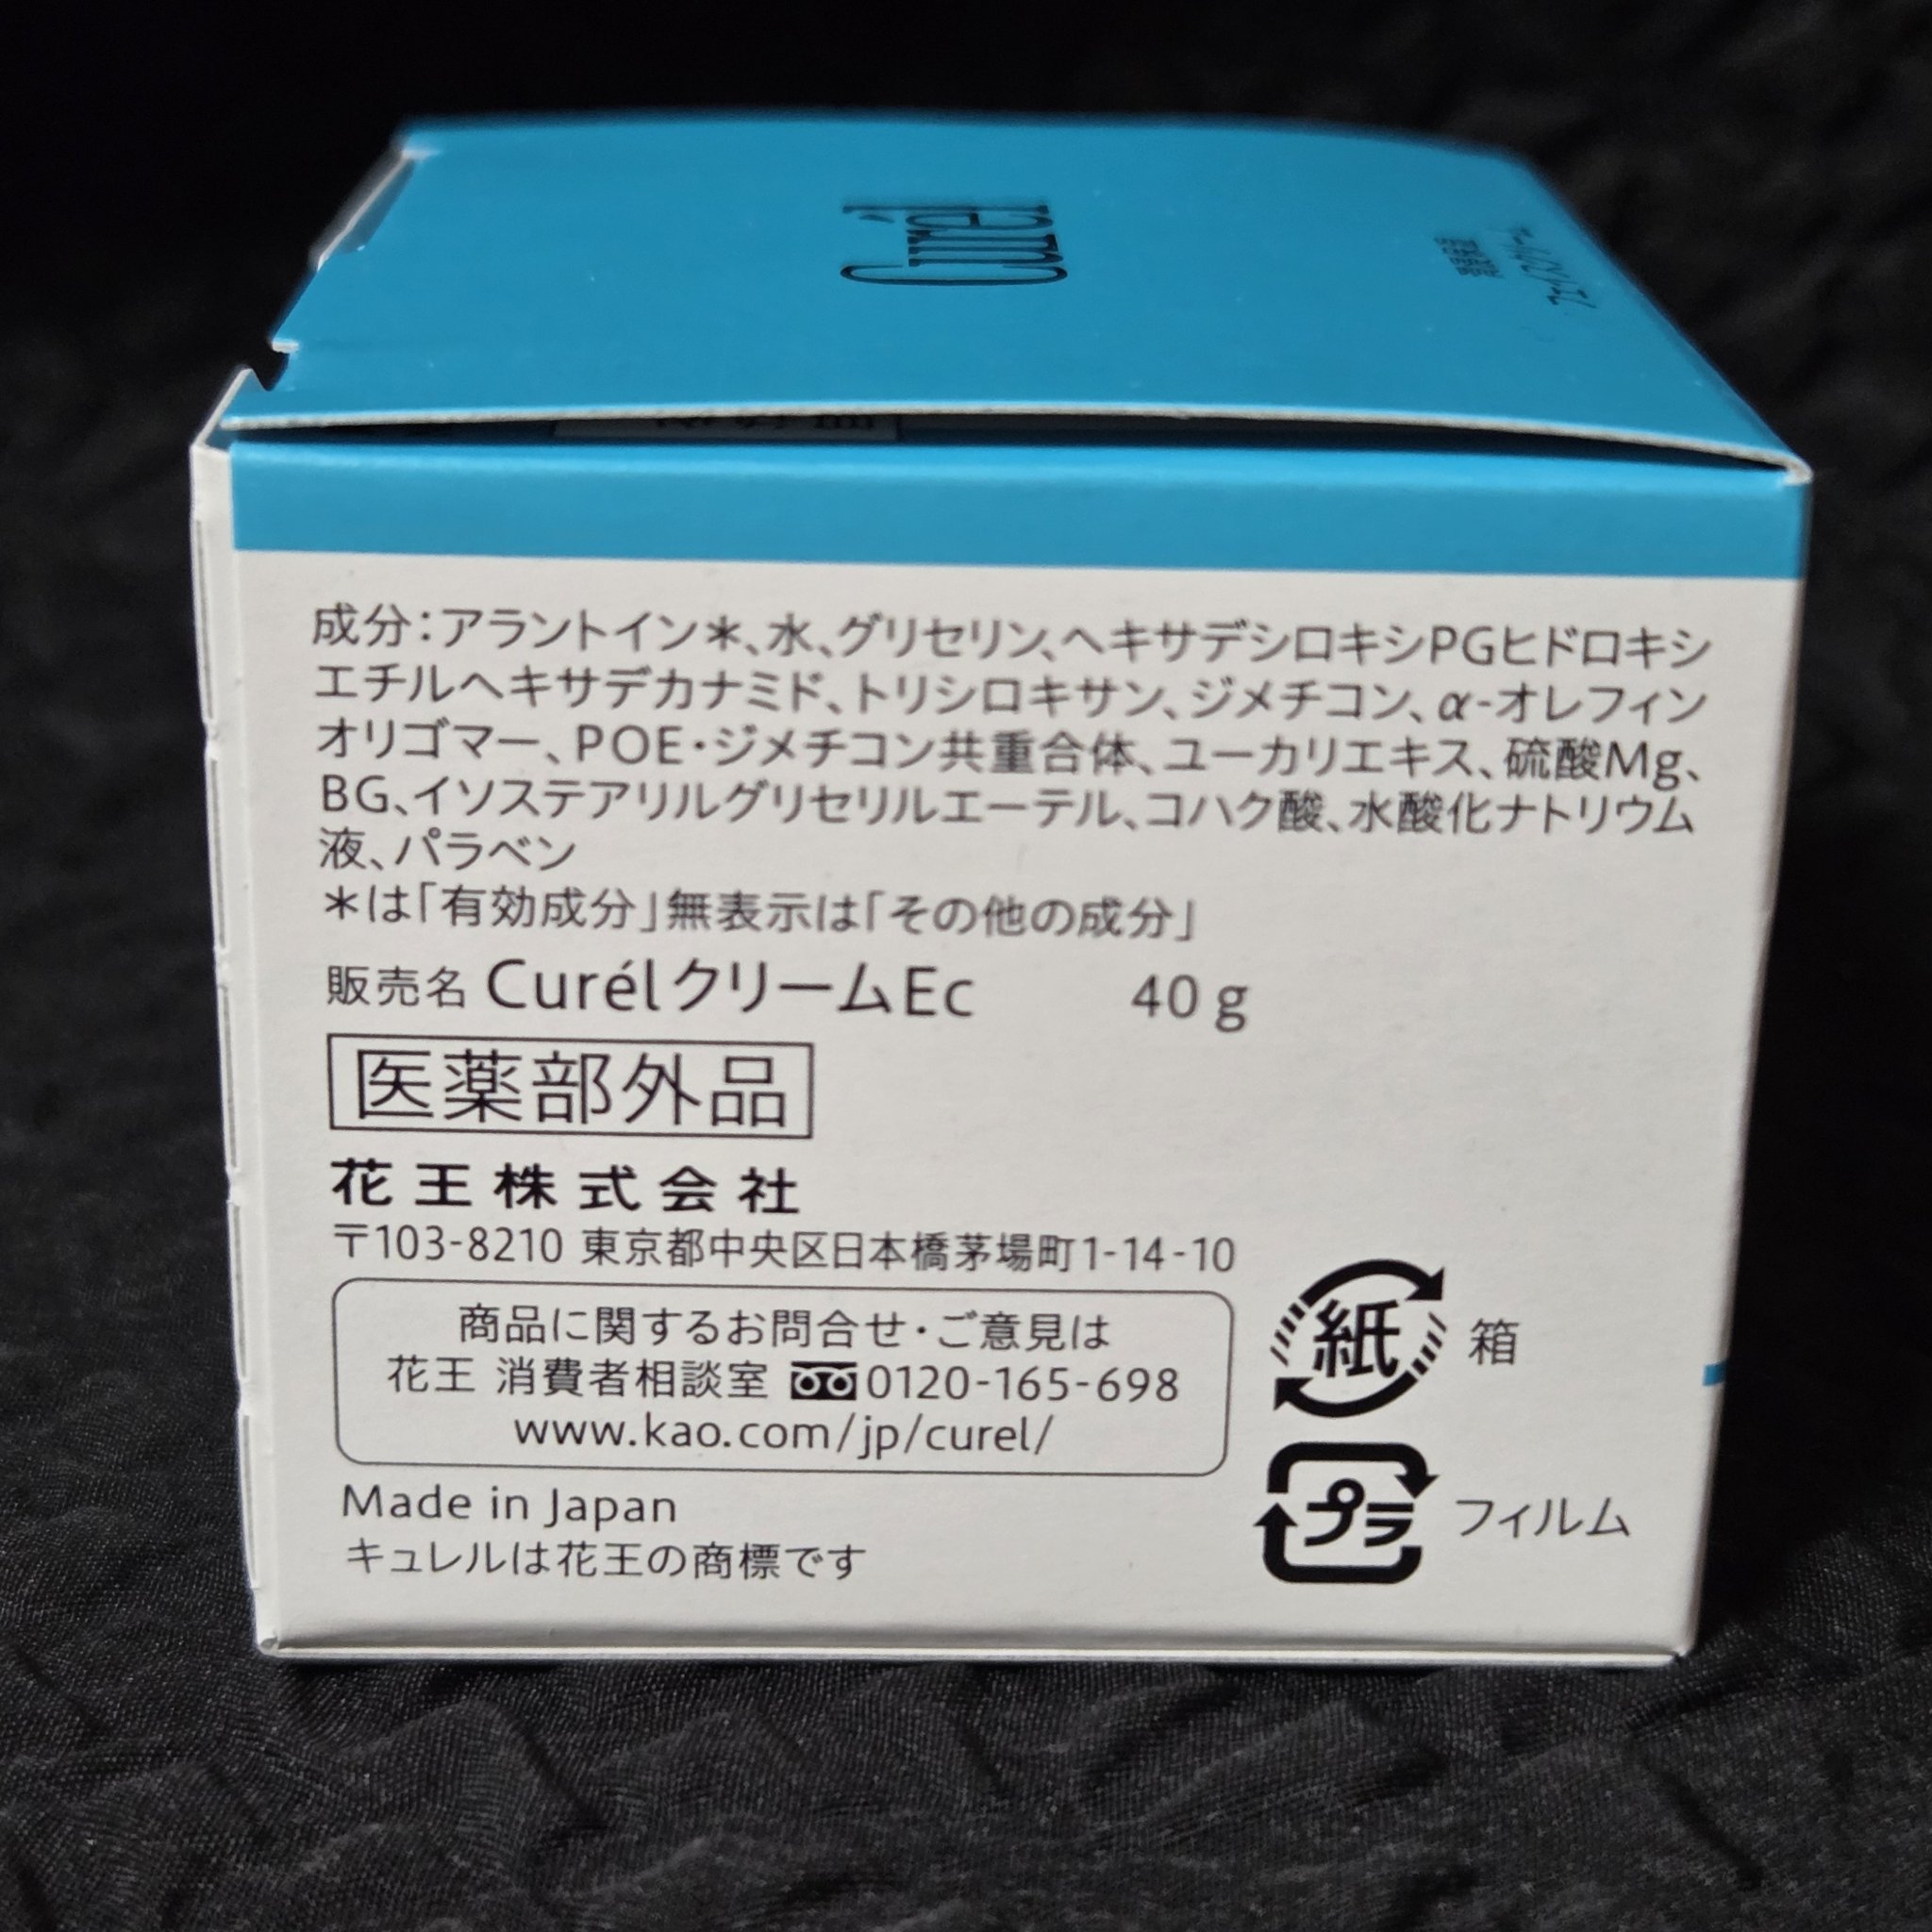 Curél
フェイスクリーム
成分：アラントイン＊、水、グリセリン、ヘキサデシロキシPGヒドロキシ
エチルヘキサデカナミド、トリシロキサン、ジメチコン、α-オレフィン
オリゴマー、POE・ジメチコン共重合体、ユーカリエキス、硫酸Mg、
BG、イソステアリルグリセリルエーテル、コハク酸、水酸化ナトリウム
液、パラベン
＊は「有効成分」無表示は「その他の成分」
販売名 CurélクリームEc 40 g
医薬部外品
花王株式会社
〒103-8210 東京都中央区日本橋茅場町1-14-10
商品に関するお問合せ・ご意見は
花王 消費者相談室 0120-165-698
www.kao.com/jp/curel/
Made in Japan
キュレルは花王の商標です
紙 箱
プラ フィルム